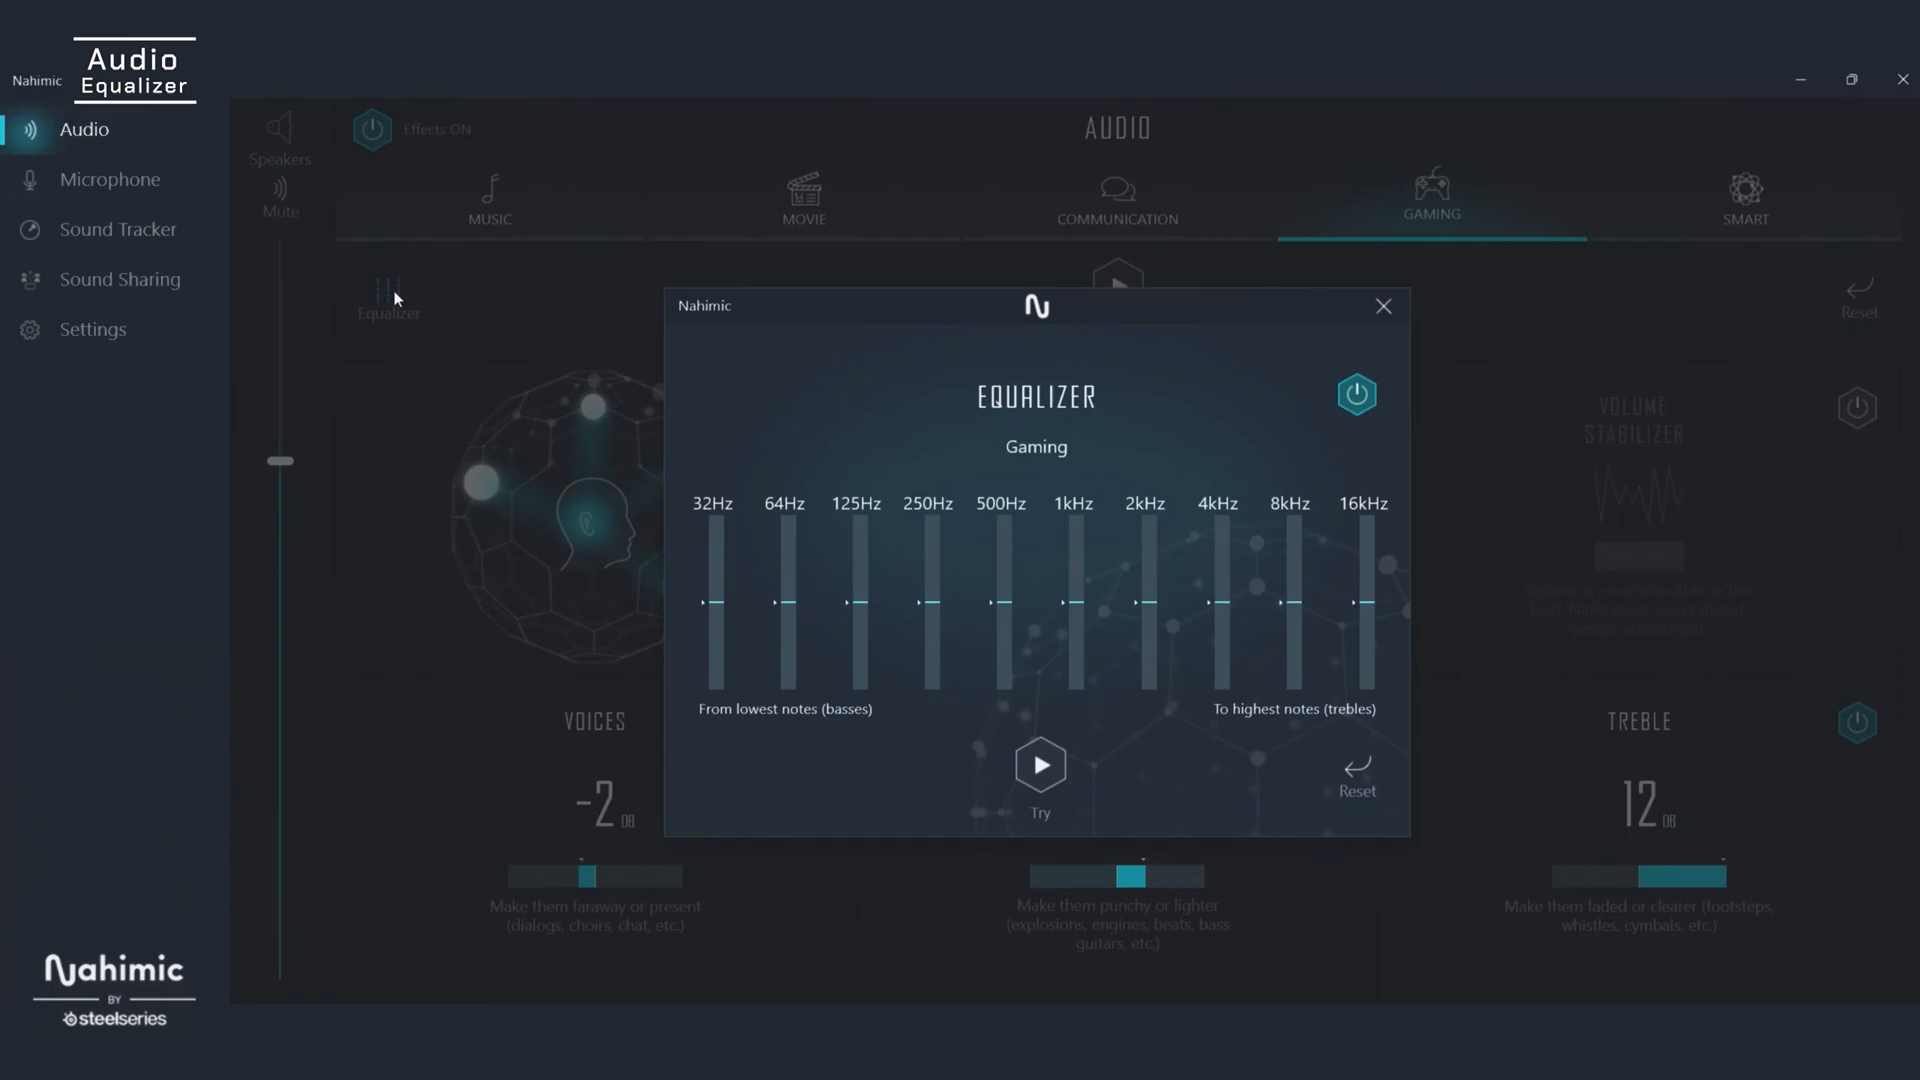 Audio
Equalizer
Nahimic
Audio
Microphone
Sound Tracker
Sound Sharing
Settings
Speakers
Mute
Effects ON
AUDIO
MUSIC
MOVIE
COMMUNICATION
GAMING
SMART
Equalizer
Reset
Nahimic
EQUALIZER
Gaming
32Hz 64Hz 125Hz 250Hz 500Hz 1kHz 2kHz 4kHz 8kHz 16kHz
From lowest notes (basses)
To highest notes (trebles)
Try
Reset
VOLUME
STABILIZER
VOICES
-2 DB
Make them faraway or present
(dialogs, choirs, chat, etc.)
Make them punchy or lighter
(explosions, engines, beats, bass
guitars, etc.)
TREBLE
12 DB
Make them faded or clearer (footsteps,
whistles, cymbals, etc.)
Nahimic
BY
steelseries